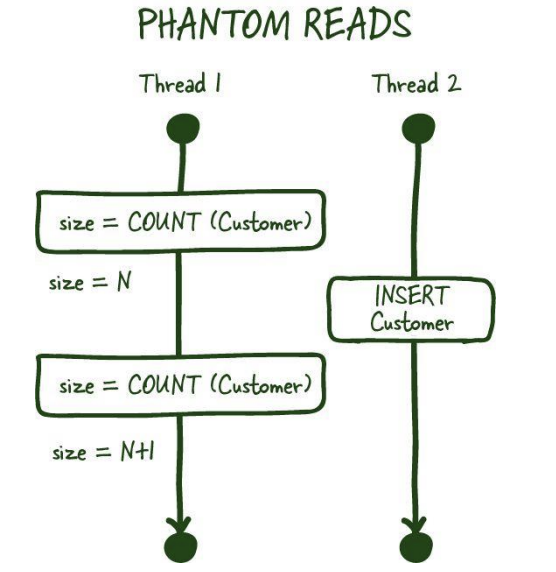 PHANTOM READS
Thread 1
Thread 2
size = COUNT (Customer)
size = N
INSERT
Customer
size = COUNT (Customer)
size = N+1